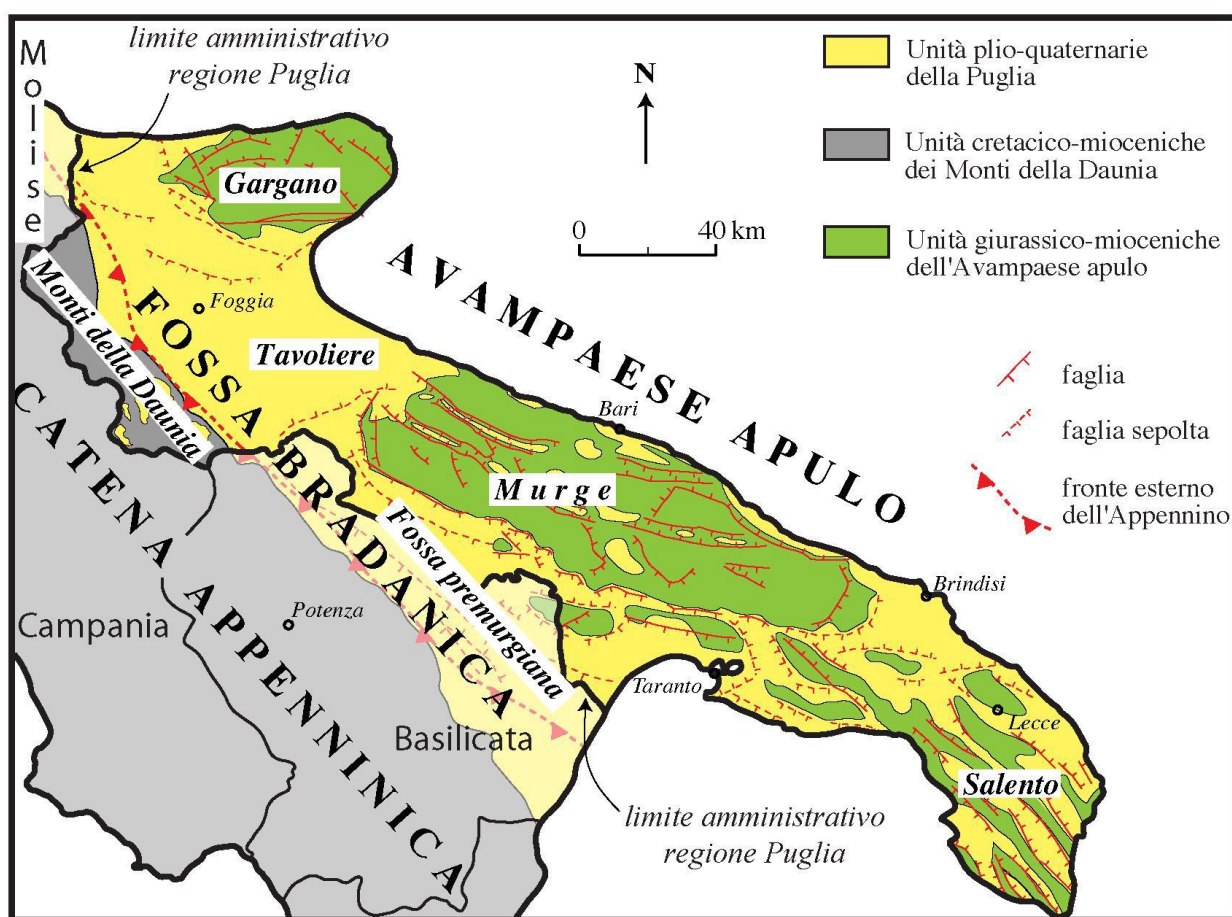 limite amministrativo
regione Puglia
Molise
N
0 40 km
Unità plio-quaternarie
della Puglia
Unità cretacico-mioceniche
dei Monti della Daunia
Unità giurassico-mioceniche
dell'Avampaese apulo
faglia
faglia sepolta
fronte esterno
dell'Appennino
Gargano
AVAMPAESE APULO
Monti della Daunia
FOSSA BRADANICA
Foggia
Tavoliere
Bari
Murge
CATENA APPENNINICA
Fossa premurgiana
Brindisi
Potenza
Campania
Taranto
Lecce
Basilicata
Salento
limite amministrativo
regione Puglia